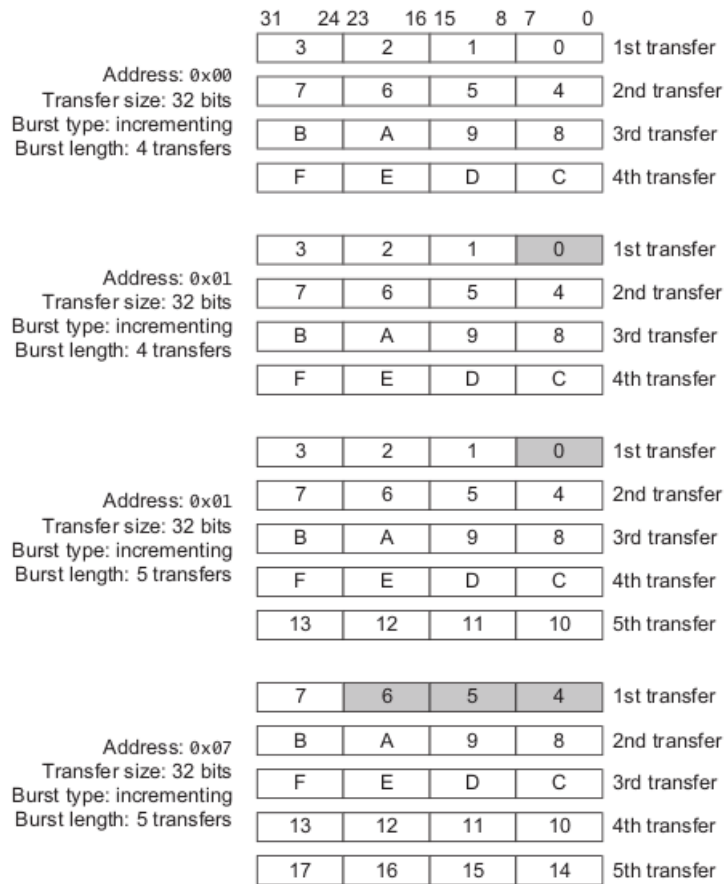 31 24 23 16 15 8 7 0
3 2 1 0 1st transfer
Address: 0x00
7 6 5 4 2nd transfer
Transfer size: 32 bits
Burst type: incrementing
B A 9 8 3rd transfer
Burst length: 4 transfers
F E D C 4th transfer
3 2 1 0 1st transfer
Address: 0x01
7 6 5 4 2nd transfer
Transfer size: 32 bits
Burst type: incrementing
B A 9 8 3rd transfer
Burst length: 4 transfers
F E D C 4th transfer
3 2 1 0 1st transfer
Address: 0x01
7 6 5 4 2nd transfer
Transfer size: 32 bits
B A 9 8 3rd transfer
Burst type: incrementing
Burst length: 5 transfers
F E D C 4th transfer
13 12 11 10 5th transfer
7 6 5 4 1st transfer
Address: 0x07
B A 9 8 2nd transfer
Transfer size: 32 bits
F E D C 3rd transfer
Burst type: incrementing
Burst length: 5 transfers
13 12 11 10 4th transfer
17 16 15 14 5th transfer